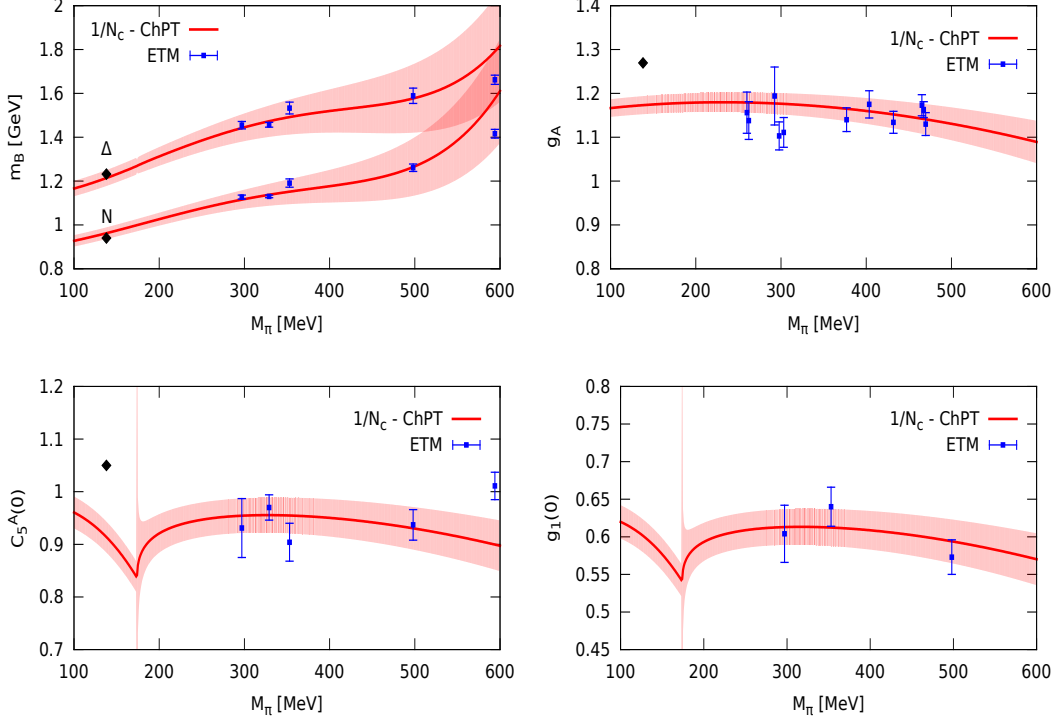 2
1.8
1.6
1.4
1.2
1
0.8
m_B [GeV]
1/N_c - ChPT
ETM
Δ
N
100 200 300 400 500 600
M_π [MeV]
1.4
1.3
1.2
1.1
1
0.9
0.8
g_A
1/N_c - ChPT
ETM
100 200 300 400 500 600
M_π [MeV]
1.2
1.1
1
0.9
0.8
0.7
C_5^A(0)
1/N_c - ChPT
ETM
100 200 300 400 500 600
M_π [MeV]
0.8
0.75
0.7
0.65
0.6
0.55
0.5
0.45
g_1(0)
1/N_c - ChPT
ETM
100 200 300 400 500 600
M_π [MeV]